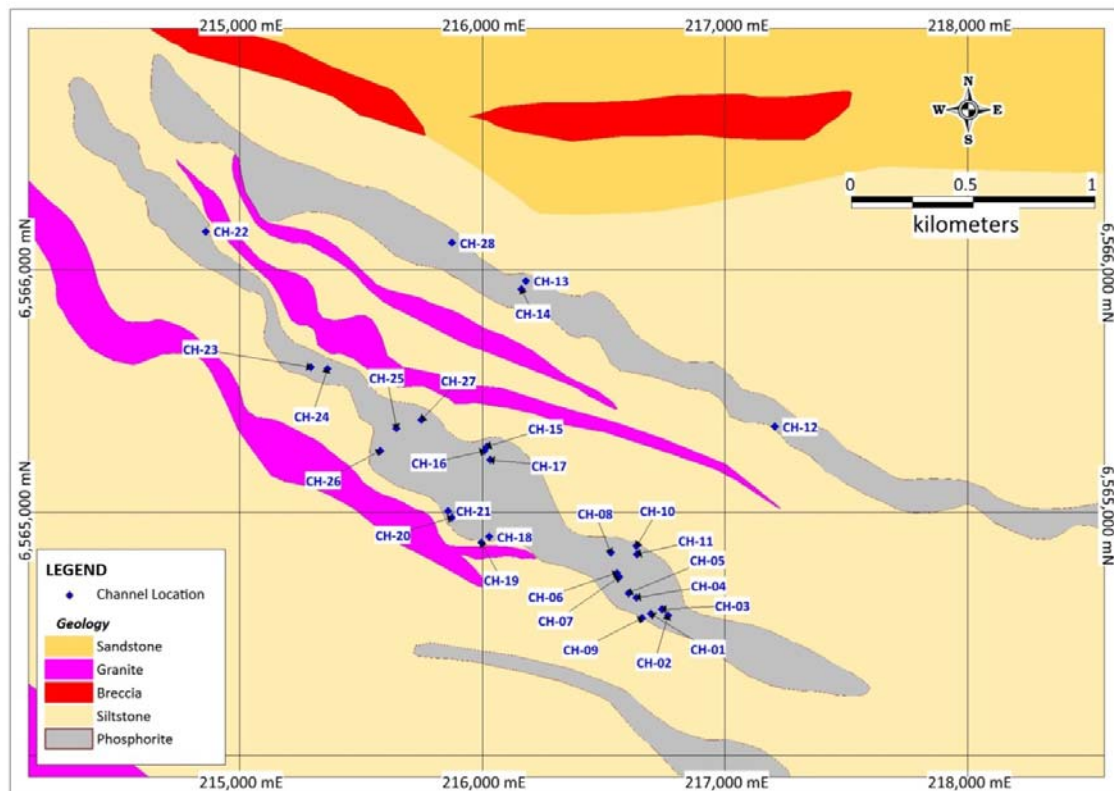 215,000 mE
216,000 mE
217,000 mE
218,000 mE
N
W E
S
0 0.5 1
kilometers
6,566,000 mN
6,566,000 mN
CH-22
CH-28
CH-13
CH-14
CH-23
CH-24
CH-25
CH-27
CH-12
CH-15
CH-16
CH-17
CH-26
6,565,000 mN
6,565,000 mN
CH-21
CH-20
CH-18
CH-19
CH-08
CH-10
CH-11
CH-05
CH-06
CH-04
CH-07
CH-03
CH-09
CH-01
CH-02
LEGEND
Channel Location
Geology
Sandstone
Granite
Breccia
Siltstone
Phosphorite
215,000 mE
216,000 mE
217,000 mE
218,000 mE